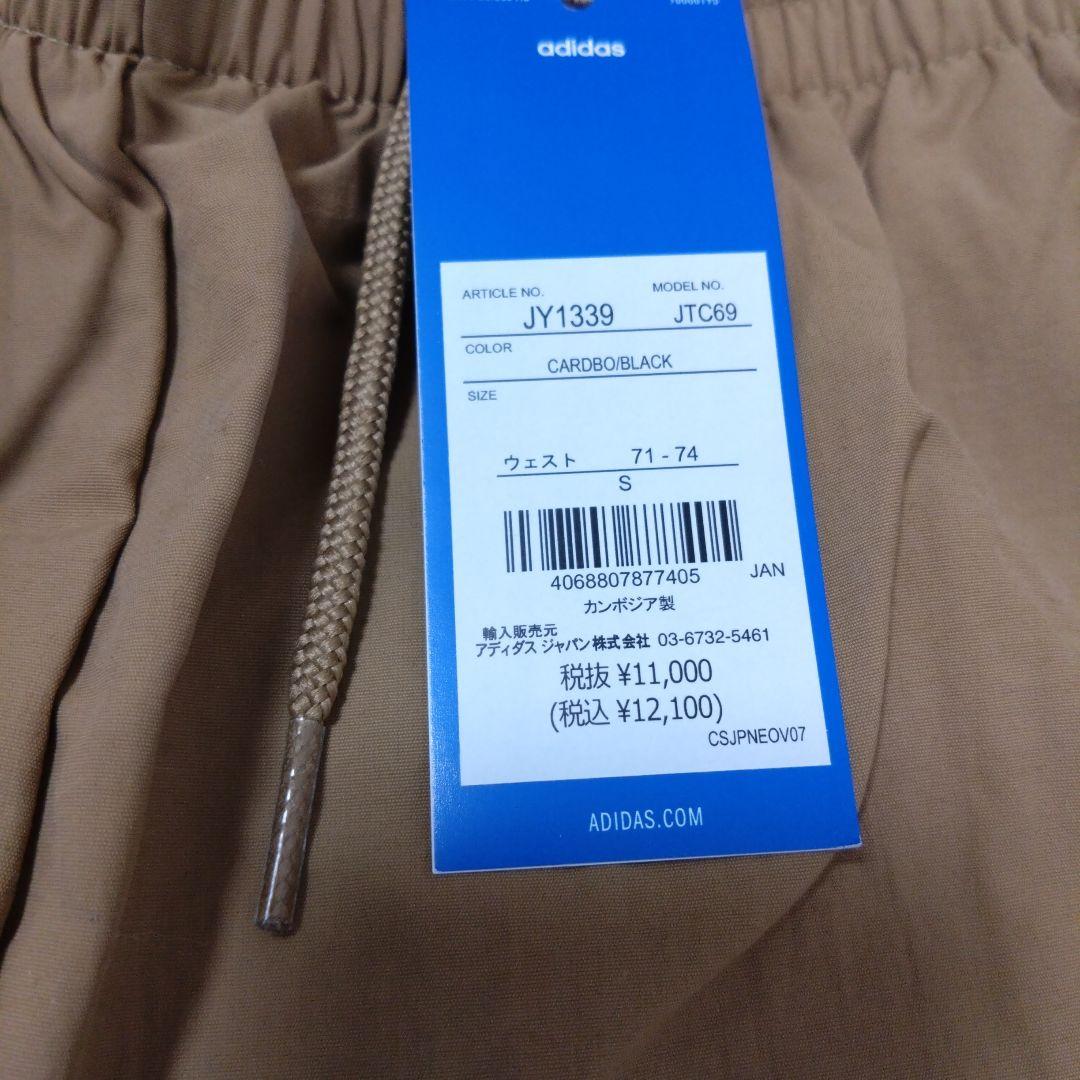 adidas
ARTICLE NO. MODEL NO.
JY1339 JTC69
COLOR
CARDBO/BLACK
SIZE
ウェスト 71 - 74
S
4068807877405 JAN
カンボジア製
輸入販売元
アディダス ジャパン株式会社 03-6732-5461
税抜 ¥11,000
(税込 ¥12,100)
CSJPNEOV07
ADIDAS.COM